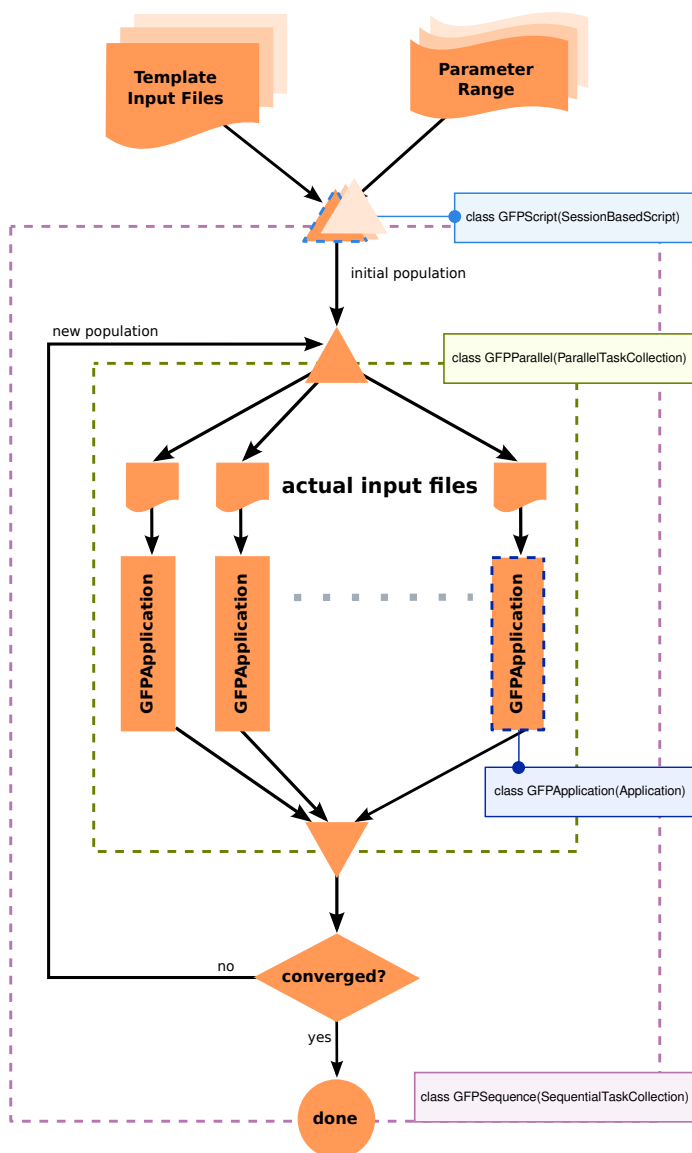 Template
Input Files
Parameter
Range
class GFPScript(SessionBasedScript)
initial population
new population
class GFPParallel(ParallelTaskCollection)
actual input files
GFPApplication
GFPApplication
GFPApplication
class GFPApplication(Application)
no
converged?
yes
class GFPSequence(SequentialTaskCollection)
done